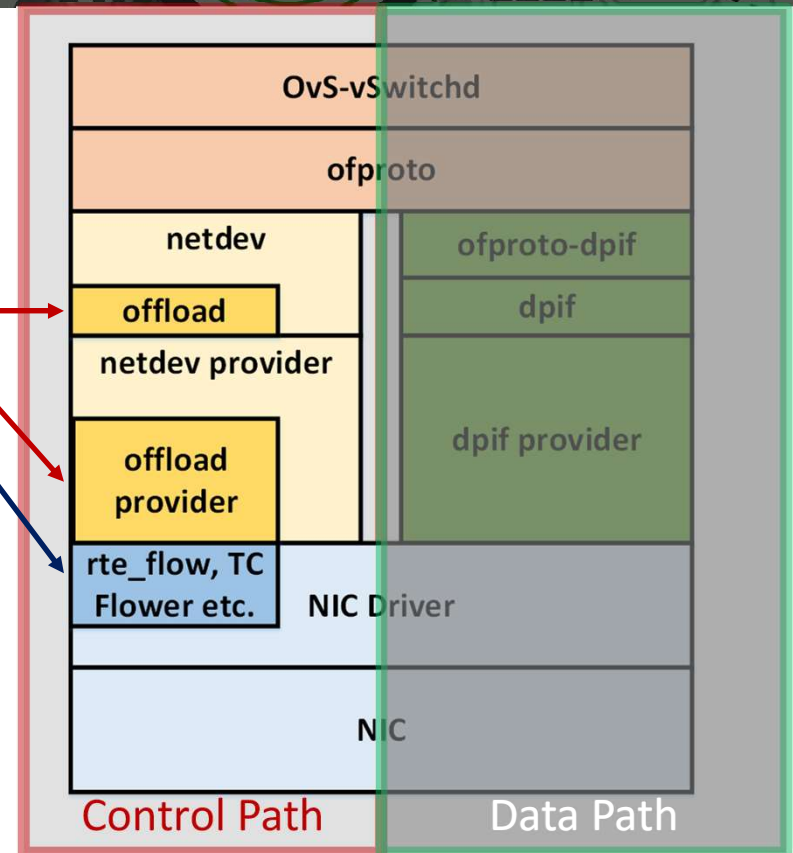 OvS-vSwitchd
ofproto
netdev
ofproto-dpif
offload
dpif
netdev provider
dpif provider
offload
provider
rte_flow, TC
Flower etc.
NIC Driver
NIC
Control Path
Data Path